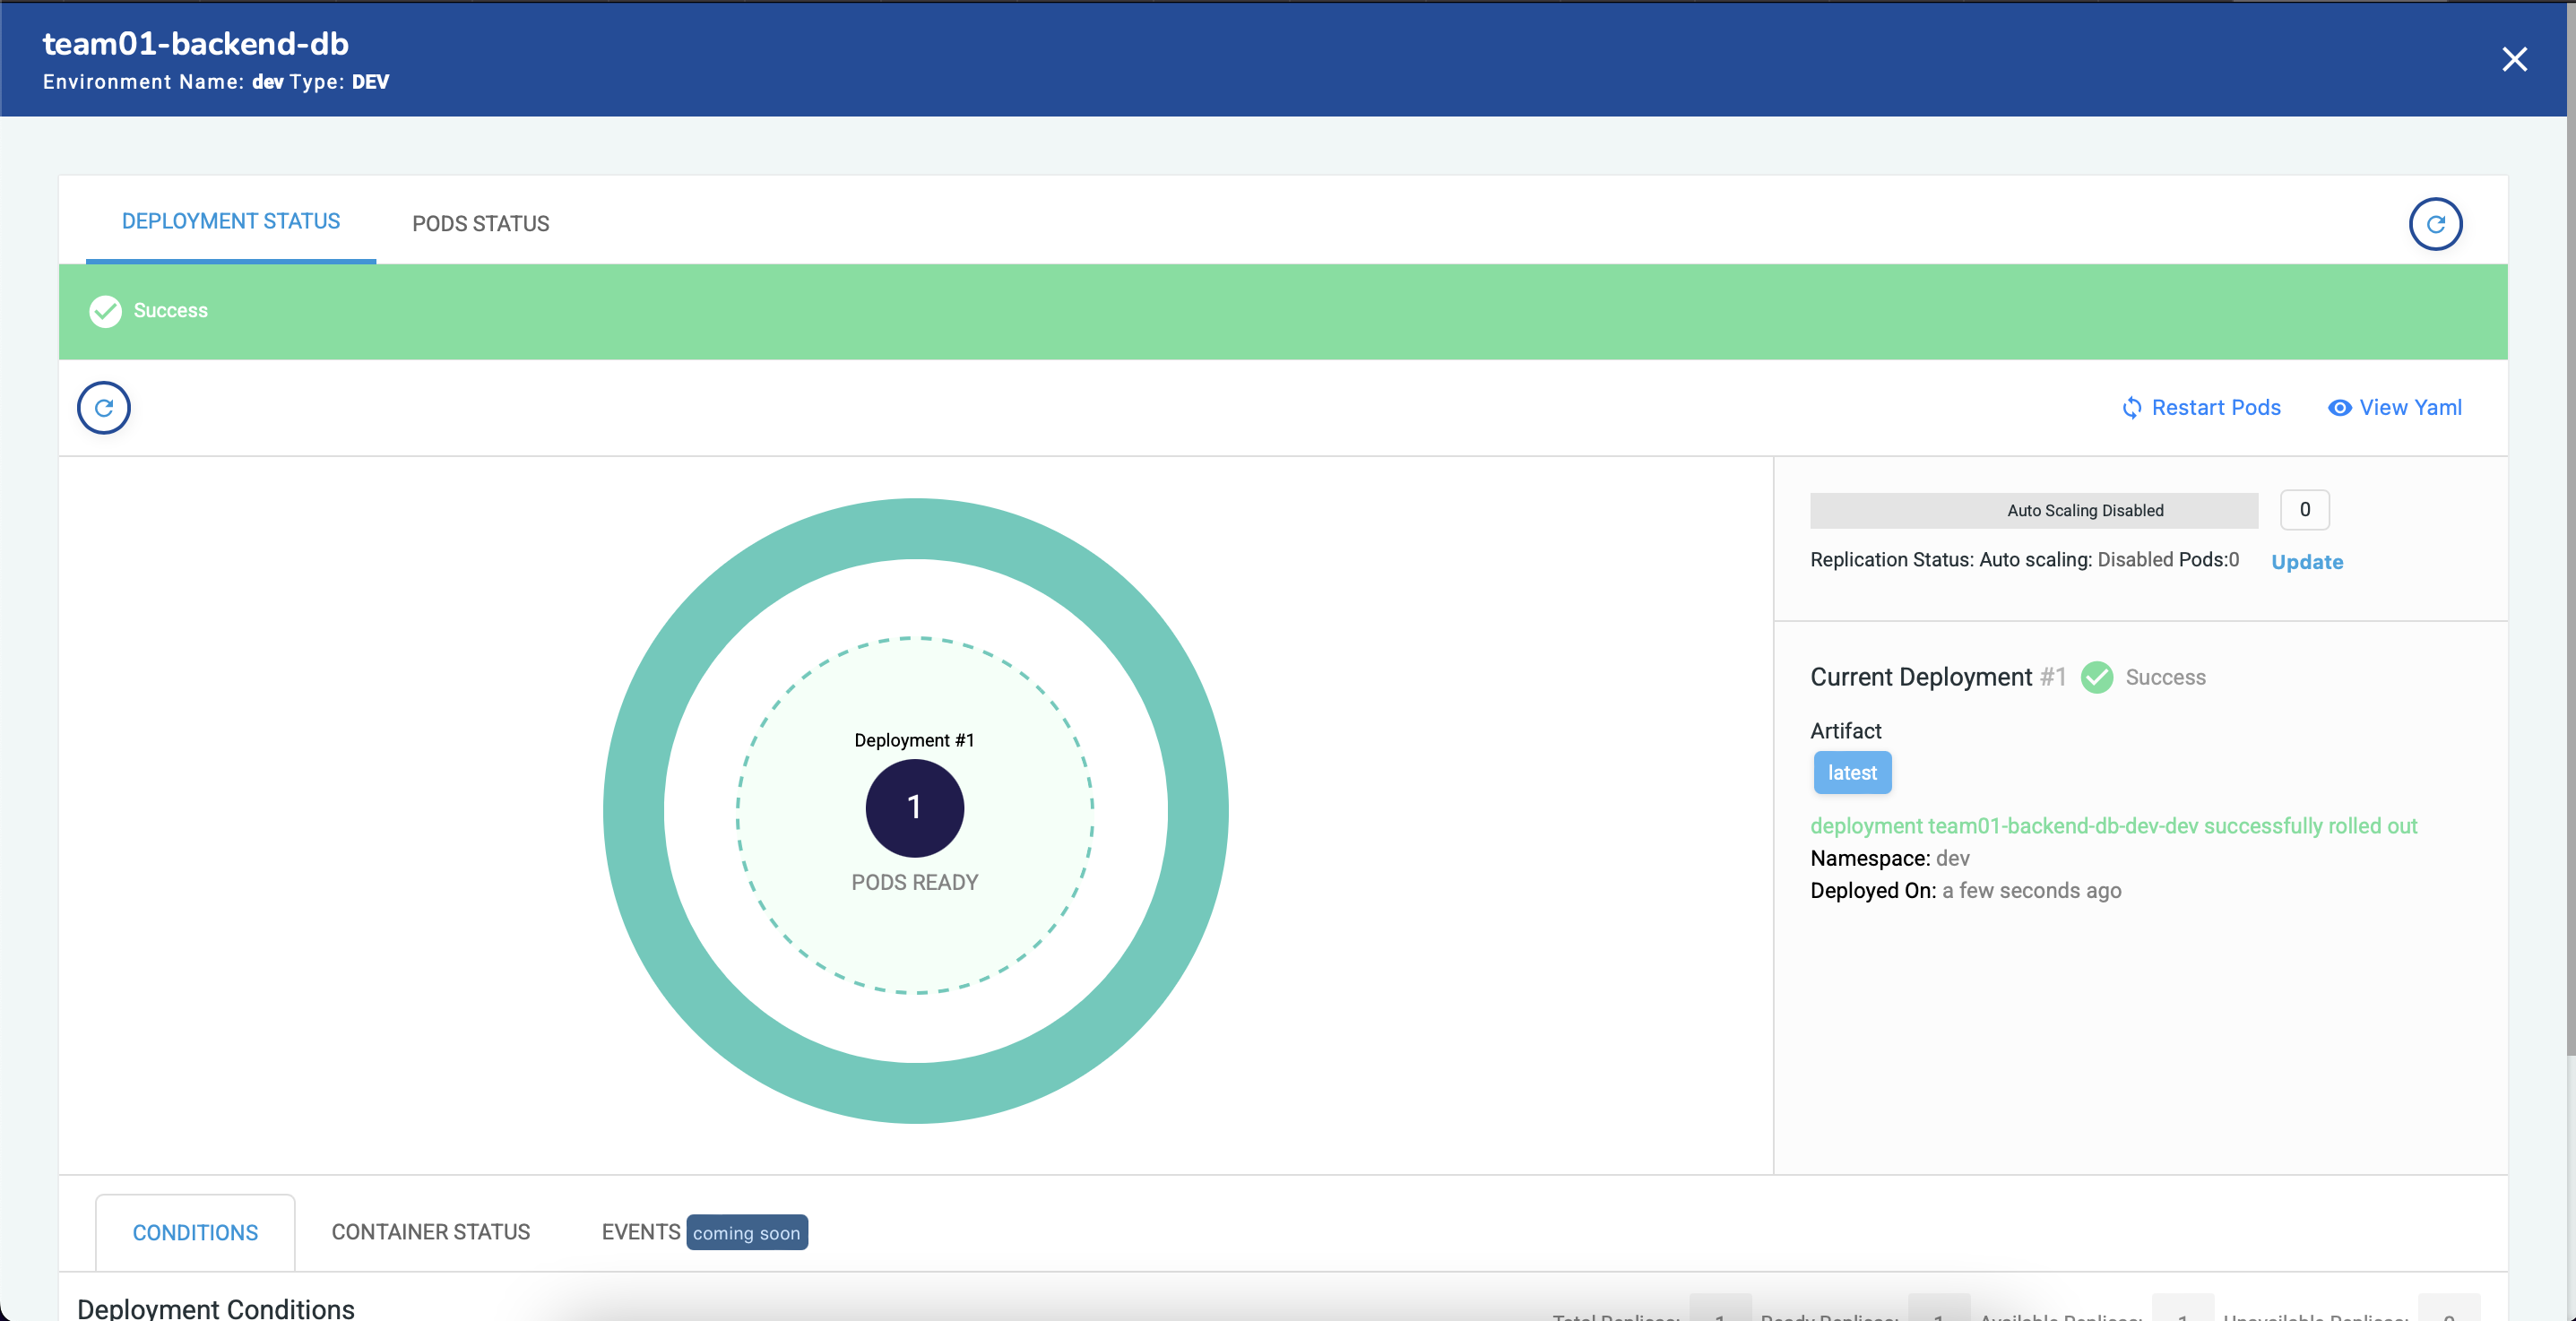 team01-backend-db
Environment Name: dev Type: DEV
DEPLOYMENT STATUS
PODS STATUS
Success
Restart Pods
View Yaml
Auto Scaling Disabled
0
Replication Status: Auto scaling: Disabled Pods:0
Update
Deployment #1
1
PODS READY
Current Deployment #1 Success
Artifact
latest
deployment team01-backend-db-dev-dev successfully rolled out
Namespace: dev
Deployed On: a few seconds ago
CONDITIONS
CONTAINER STATUS
EVENTS coming soon
Deployment Conditions